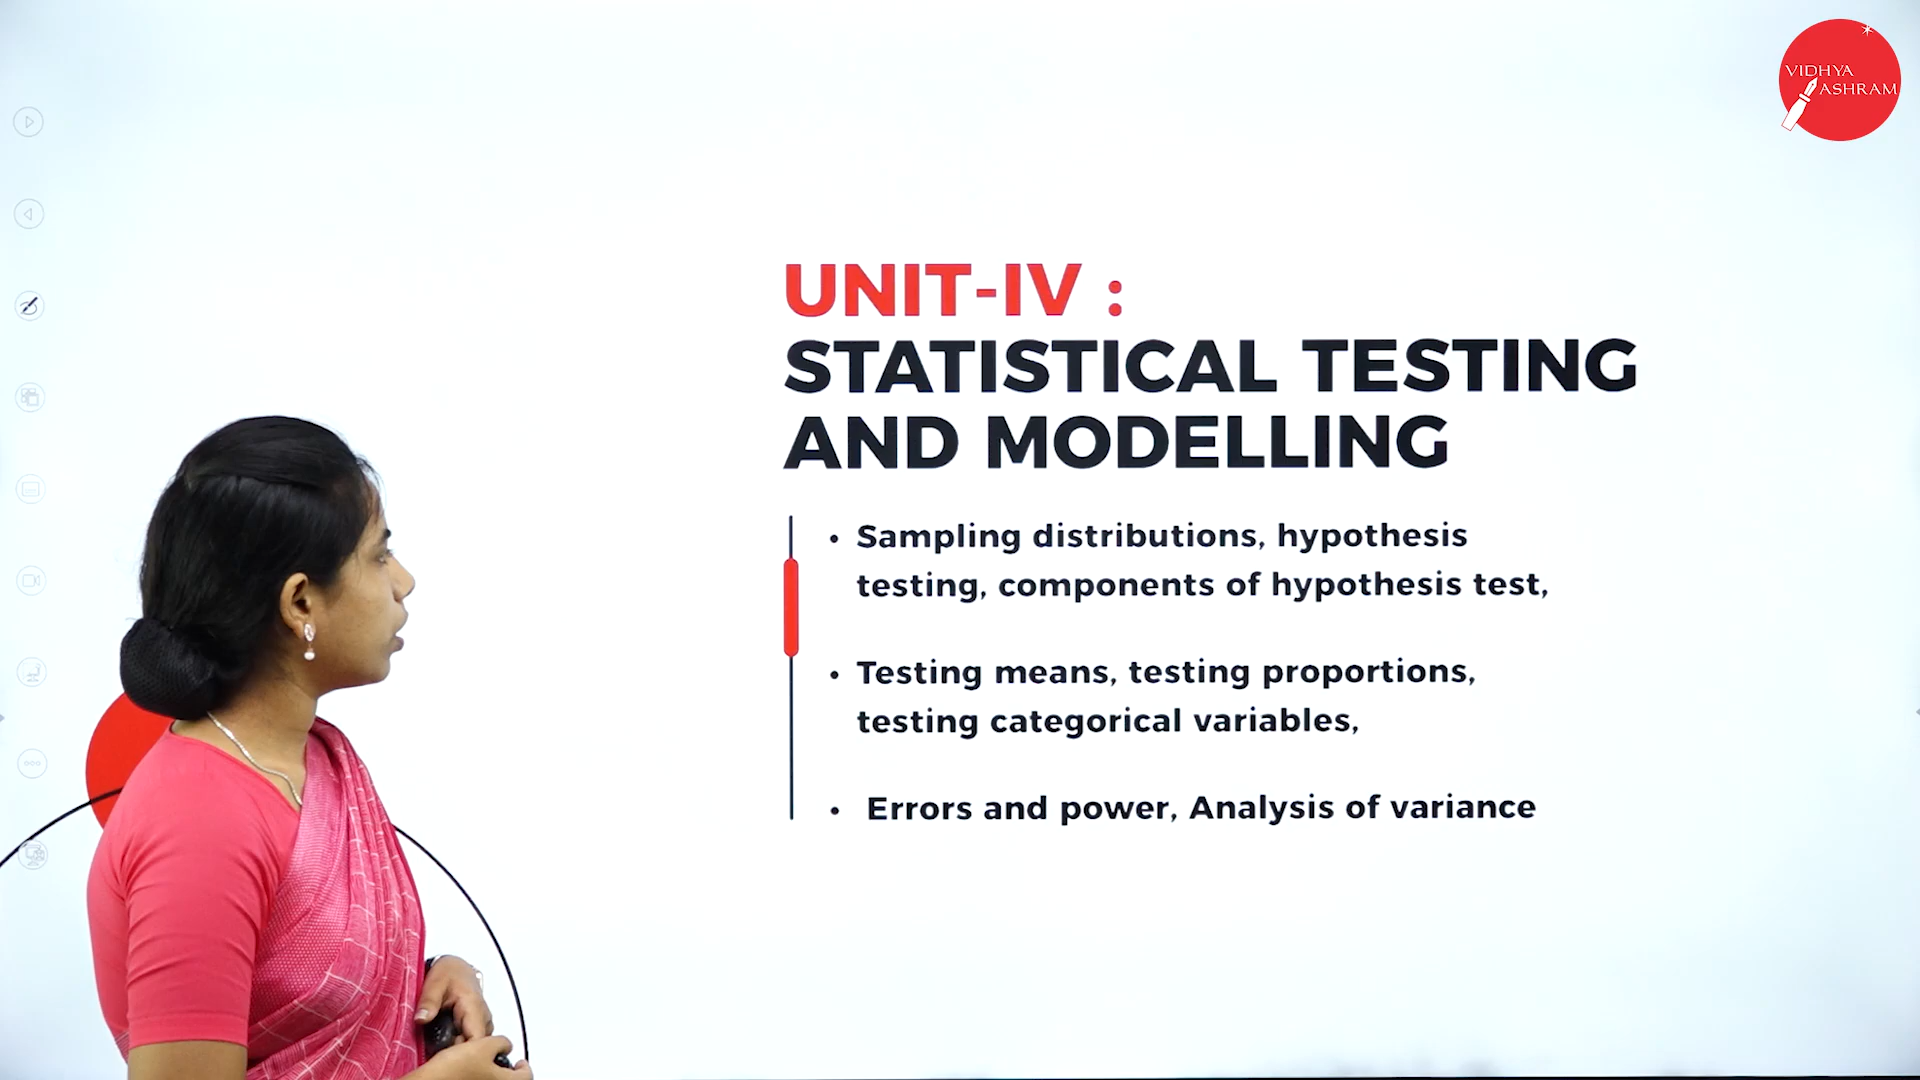 VIDHYA
ASHRAM
UNIT-IV :
STATISTICAL TESTING
AND MODELLING
• Sampling distributions, hypothesis
testing, components of hypothesis test,
• Testing means, testing proportions,
testing categorical variables,
• Errors and power, Analysis of variance